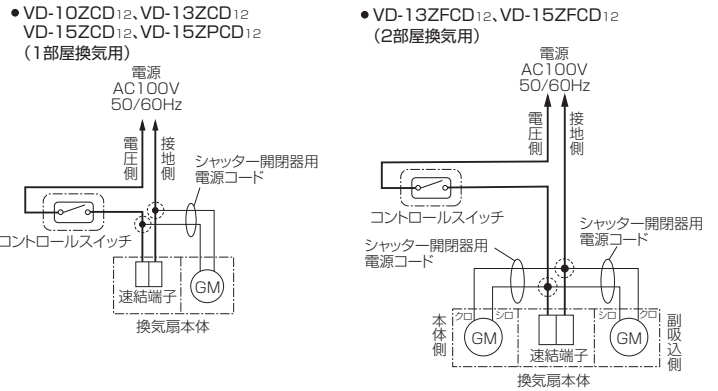 ●VD-10ZCD12、VD-13ZCD12
VD-15ZCD12、VD-15ZPCD12
(1部屋換気用)
電源
AC100V
50/60Hz
電圧側
接地側
シャッター開閉器用
電源コード
コントロールスイッチ
速結端子
GM
換気扇本体
●VD-13ZFCD12、VD-15ZFCD12
(2部屋換気用)
電源
AC100V
50/60Hz
電圧側
接地側
コントロールスイッチ
シャッター開閉器用
電源コード
シャッター開閉器用
電源コード
本体側
クロ
シロ
GM
速結端子
シロ
クロ
GM
副吸込側
換気扇本体